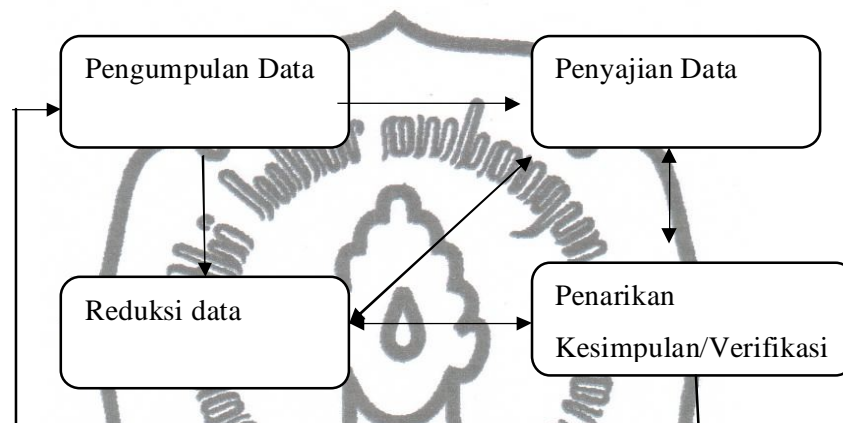 Pengumpulan Data
Penyajian Data
Reduksi data
Penarikan
Kesimpulan/Verifikasi